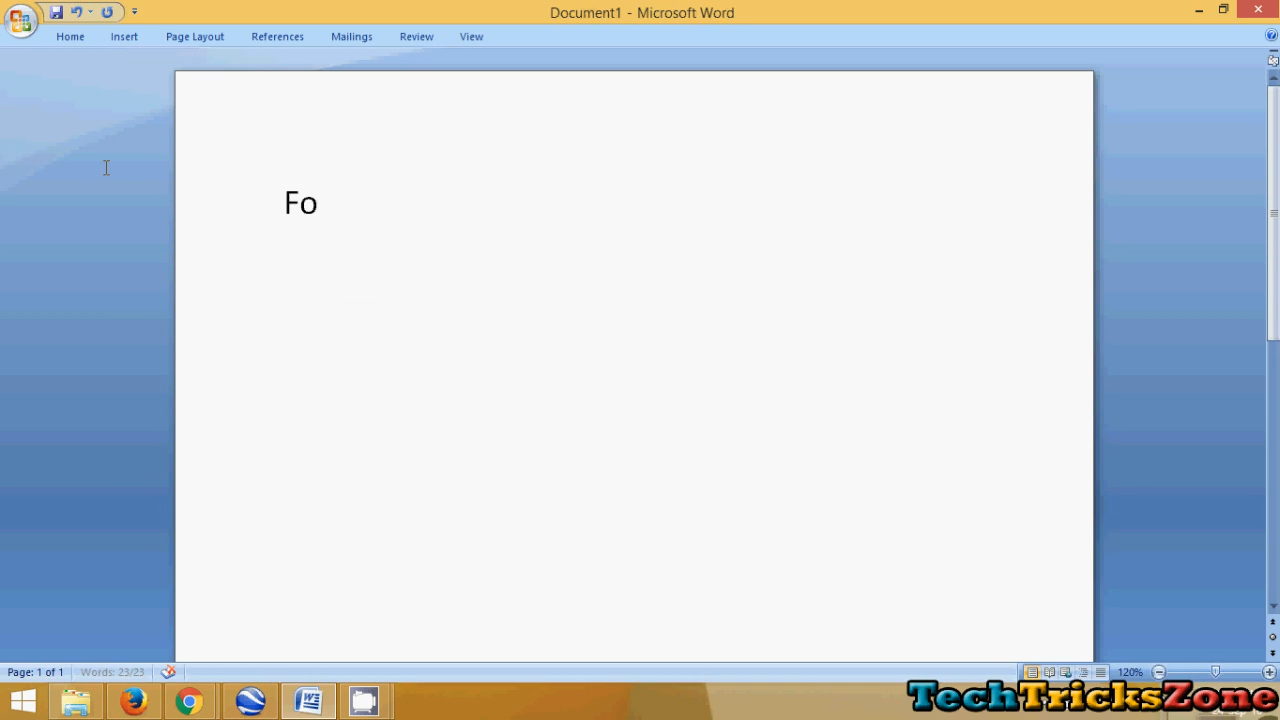 Document1 - Microsoft Word
Home Insert Page Layout References Mailings Review View
Fo
Page: 1 of 1 Words: 23/23 120%
TechTricksZone